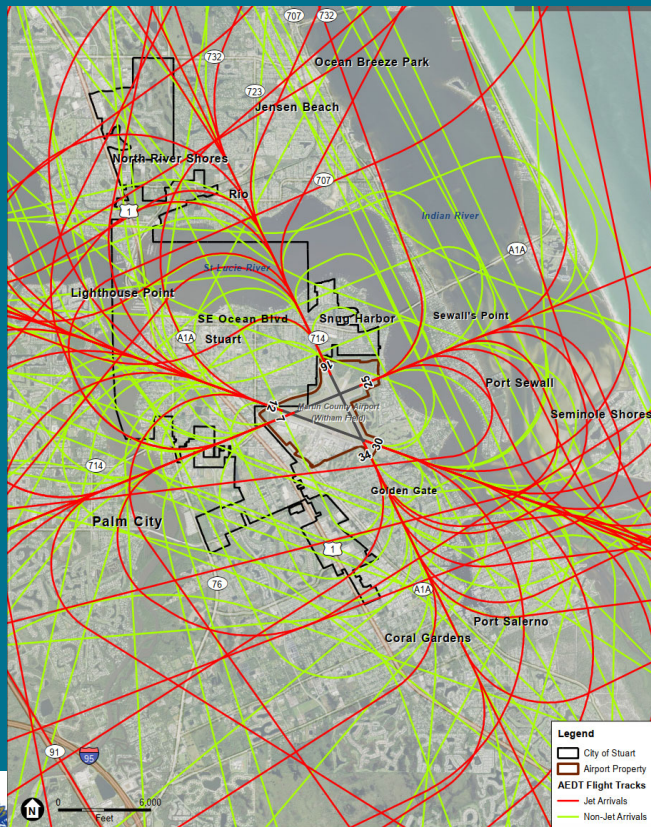 707
732
732
Ocean Breeze Park
723
Jensen Beach
North River Shores
707
Rio
1
Indian River
A1A
St Lucie River
Lighthouse Point
SE Ocean Blvd
Snug Harbor
Sewall's Point
A1A
Stuart
714
16
25
Port Sewall
12
7
Martin County Airport
(Witham Field)
Seminole Shores
30
34
714
Golden Gate
Palm City
1
76
A1A
Port Salerno
Coral Gardens
91
95
N
0
6,000
Feet
Legend
City of Stuart
Airport Property
AEDT Flight Tracks
Jet Arrivals
Non-Jet Arrivals